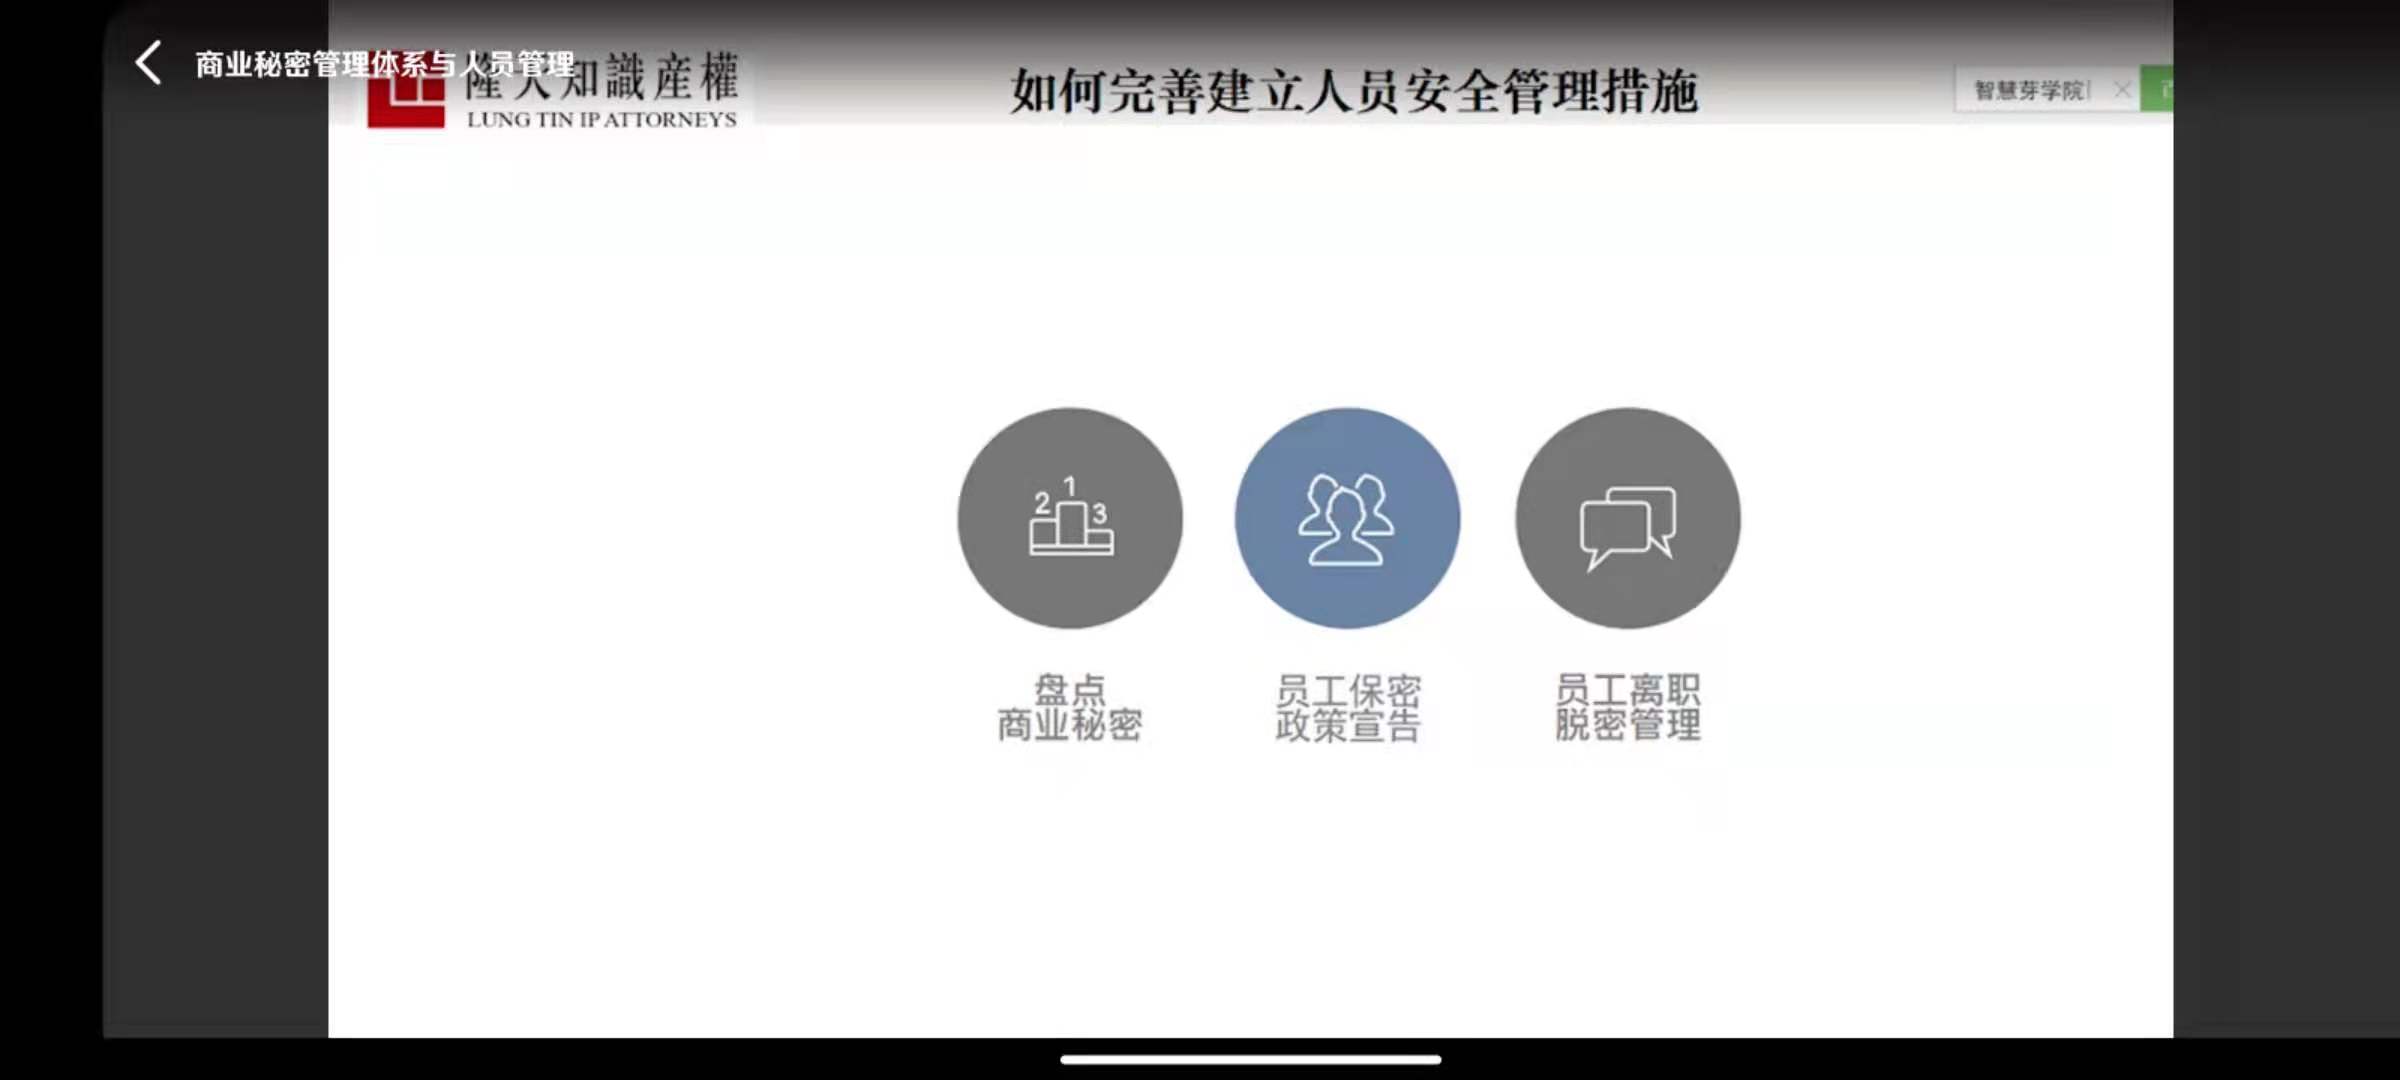 商业秘密管理体系与人员管理
隆天知識産權
LUNG TIN IP ATTORNEYS
如何完善建立人员安全管理措施
智慧芽学院
2 1 3
盘点
商业秘密
员工保密
政策宣告
员工离职
脱密管理